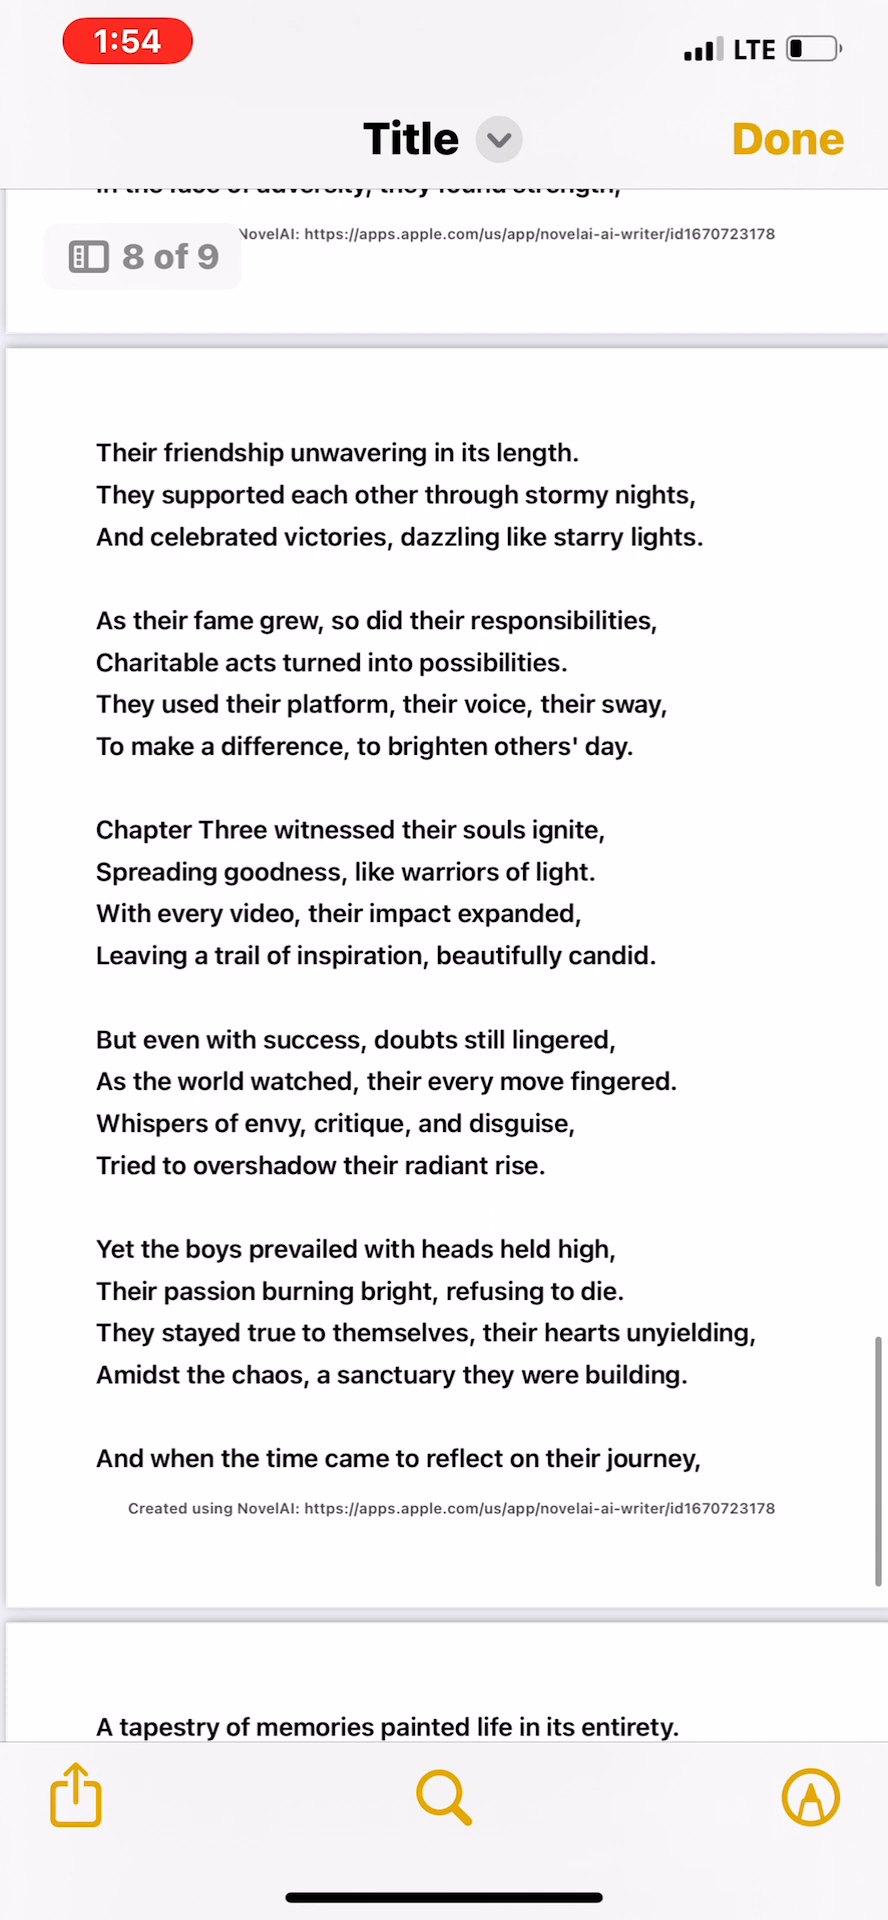 1:54
LTE
Title
Done
In the face of adversity, they found strength,
NovelAI: https://apps.apple.com/us/app/novelai-ai-writer/id1670723178
8 of 9
Their friendship unwavering in its length.
They supported each other through stormy nights,
And celebrated victories, dazzling like starry lights.
As their fame grew, so did their responsibilities,
Charitable acts turned into possibilities.
They used their platform, their voice, their sway,
To make a difference, to brighten others' day.
Chapter Three witnessed their souls ignite,
Spreading goodness, like warriors of light.
With every video, their impact expanded,
Leaving a trail of inspiration, beautifully candid.
But even with success, doubts still lingered,
As the world watched, their every move fingered.
Whispers of envy, critique, and disguise,
Tried to overshadow their radiant rise.
Yet the boys prevailed with heads held high,
Their passion burning bright, refusing to die.
They stayed true to themselves, their hearts unyielding,
Amidst the chaos, a sanctuary they were building.
And when the time came to reflect on their journey,
Created using NovelAI: https://apps.apple.com/us/app/novelai-ai-writer/id1670723178
A tapestry of memories painted life in its entirety.